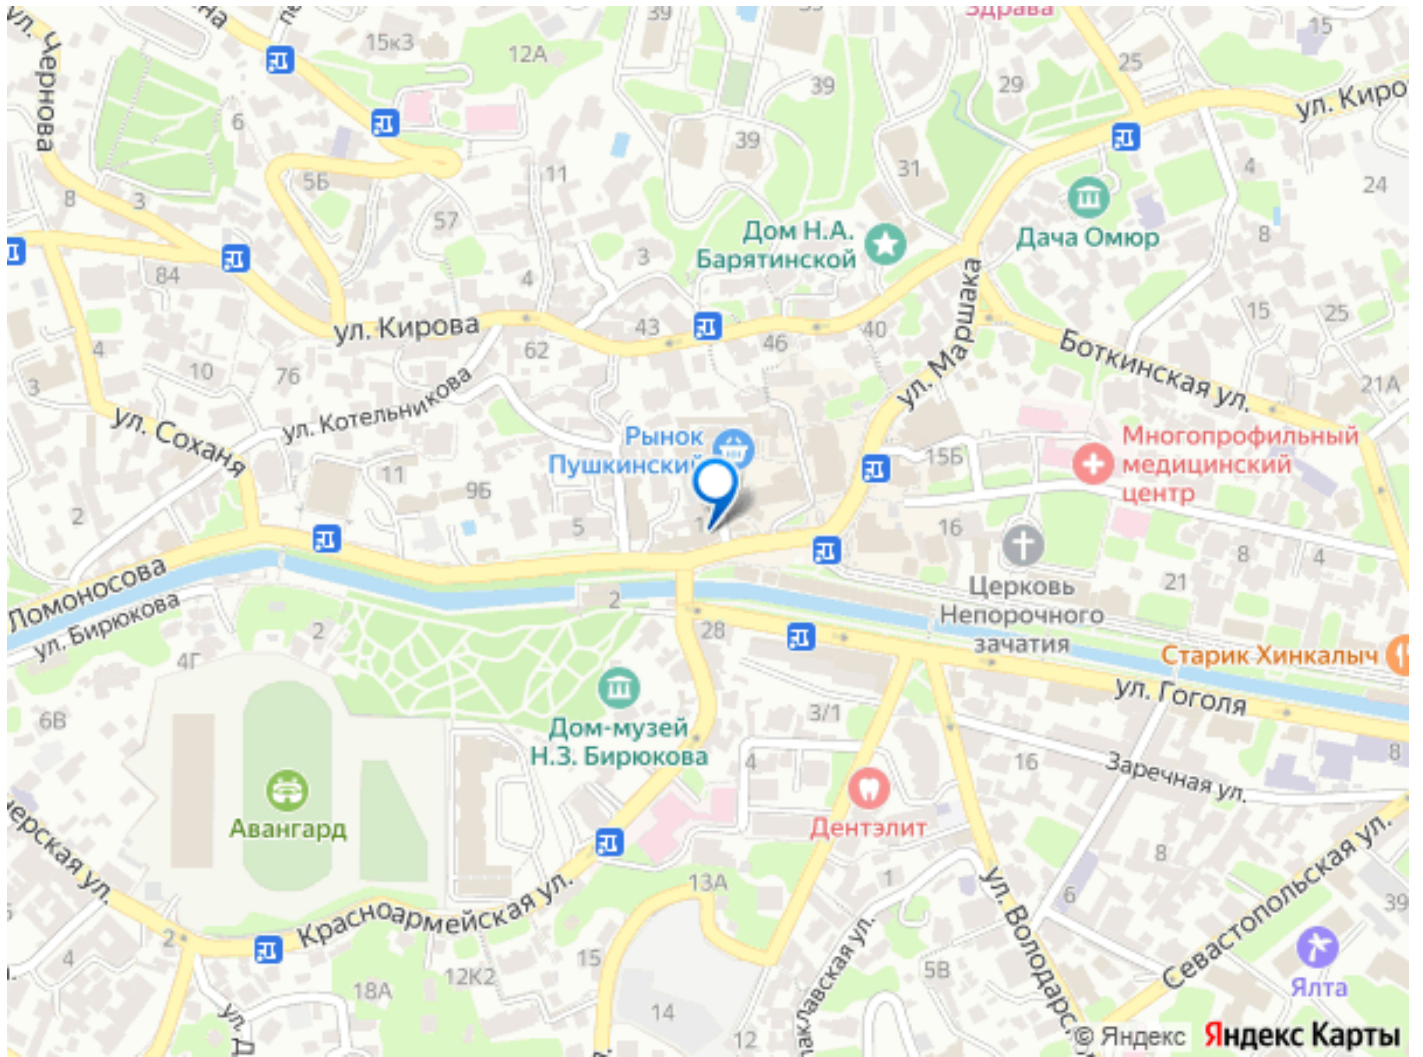 Здрава
39
15
15к3
12А
25
ул. Чернова
39
29
ул. Киро
6
39
11
31
4
24
5Б
8
3
57
Дом Н.А.
Барятинской
Дача Омюр
8
3
84
4
15
25
ул. Кирова
43
40
46
62
ул. Маршака
Боткинская ул.
4
10
76
3
21А
ул. Котельникова
ул. Соханя
Рынок
Пушкинский
Многопрофильный
медицинский
центр
15Б
11
9Б
2
5
16
8
4
21
Ломоносова
ул. Бирюкова
Церковь
Непорочного
зачатия
2
2
28
4Г
Старик Хинкалыч
ул. Гоголя
6В
3/1
Дом-музей
Н.З. Бирюкова
4
16
Заречная ул.
8
Авангард
Дентэлит
8
Севастопольская ул.
13А
1
6
39
Красноармейская ул.
ул. Володарс
2
4
15
5В
12К2
18А
Ялта
14
12
© Яндекс
Яндекс Карты